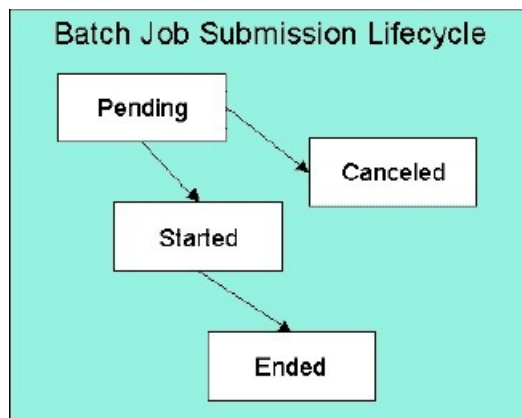 Batch Job Submission Lifecycle
Pending
Canceled
Started
Ended